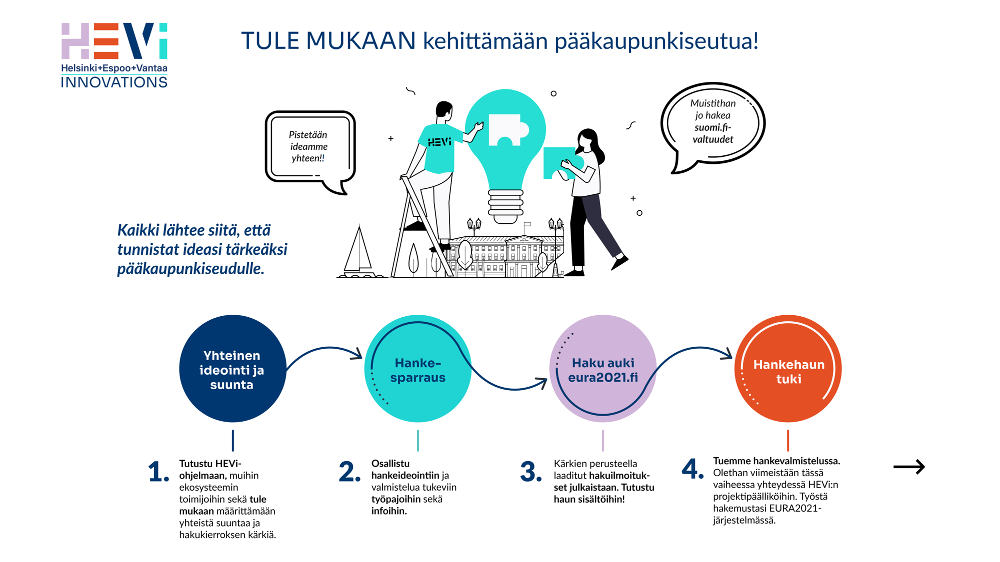 HEVi
Helsinki+Espoo+Vantaa
INNOVATIONS
TULE MUKAAN kehittämään pääkaupunkiseutua!
Pistetään
ideamme
yhteen!!
HEVi
Muistithan
jo hakea
suomi.fi-
valtuudet
Kaikki lähtee siitä, että
tunnistat ideasi tärkeäksi
pääkaupunkiseudulle.
Yhteinen
ideointi ja
suunta
Hanke-
sparraus
Haku auki
eura2021.fi
Hankehaun
tuki
1.
Tutustu HEVi-
ohjelmaan, muihin
ekosysteemin
toimijoihin sekä tule
mukaan määrittämään
yhteistä suuntaa ja
hakukierroksen kärkiä.
2.
Osallistu
hankeideointiin ja
valmistelua tukeviin
työpajoihin sekä
infoihin.
3.
Kärkien perusteella
laaditut hakuilmoituk-
set julkaistaan. Tutustu
haun sisältöihin!
4.
Tuemme hankevalmistelussa.
Olethan viimeistään tässä
vaiheessa yhteydessä HEVi:n
projektipäälliköihin. Työstä
hakemustasi EURA2021-
järjestelmässä.